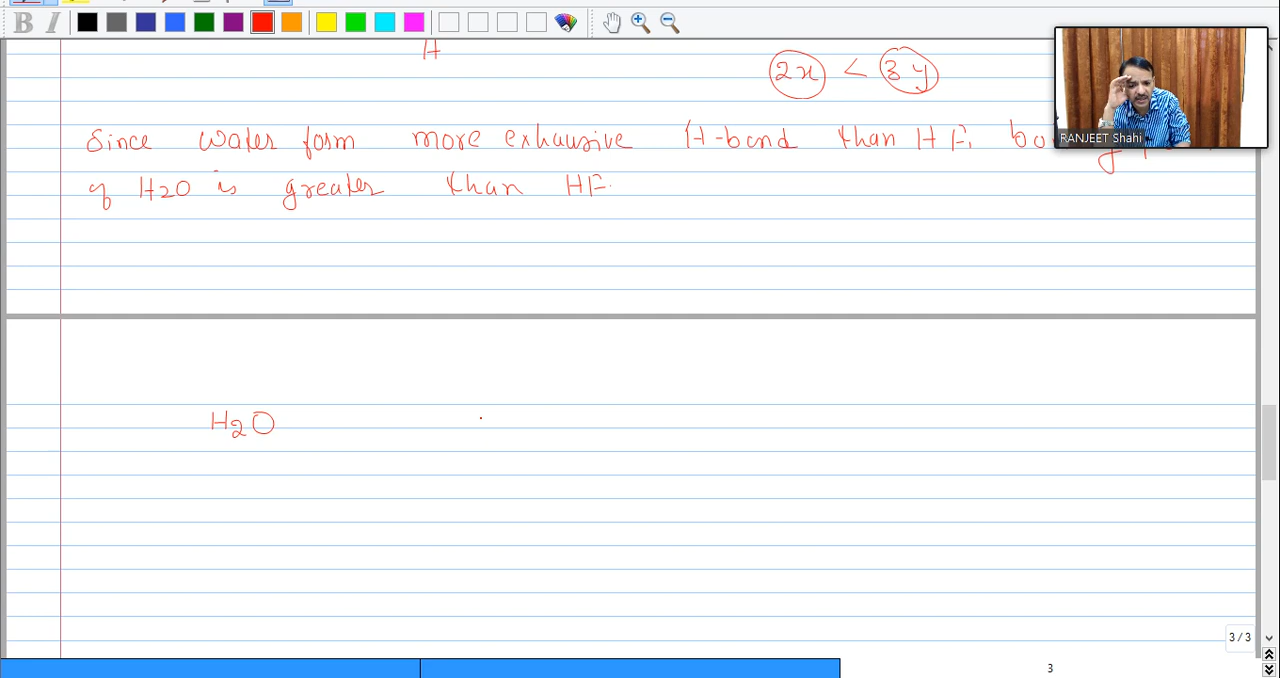 B I
H
2x < 3y
Since water form more exhausive H-bond than HF.
of H2O is greater than HF.
RANJEET Shahi
H2O
3 / 3
3